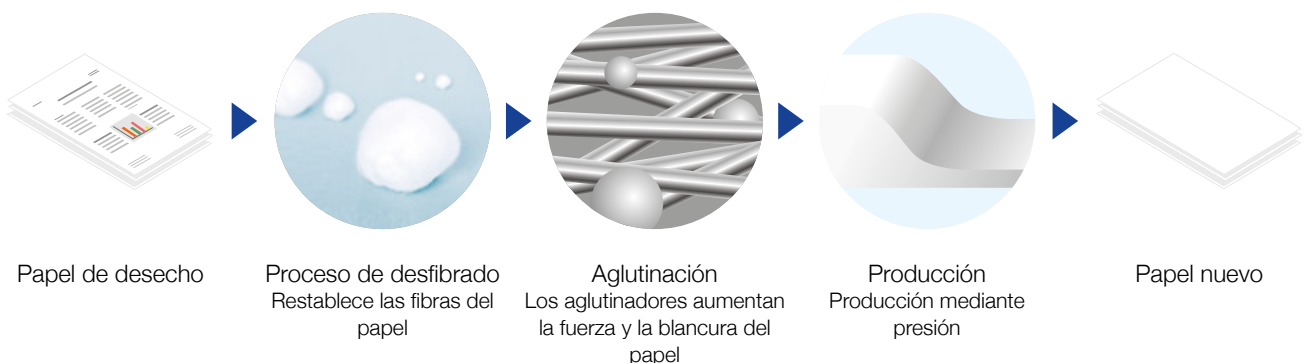 Papel de desecho
Proceso de desfibrado
Restablece las fibras del
papel
Aglutinación
Los aglutinadores aumentan
la fuerza y la blancura del
papel
Producción
Producción mediante
presión
Papel nuevo